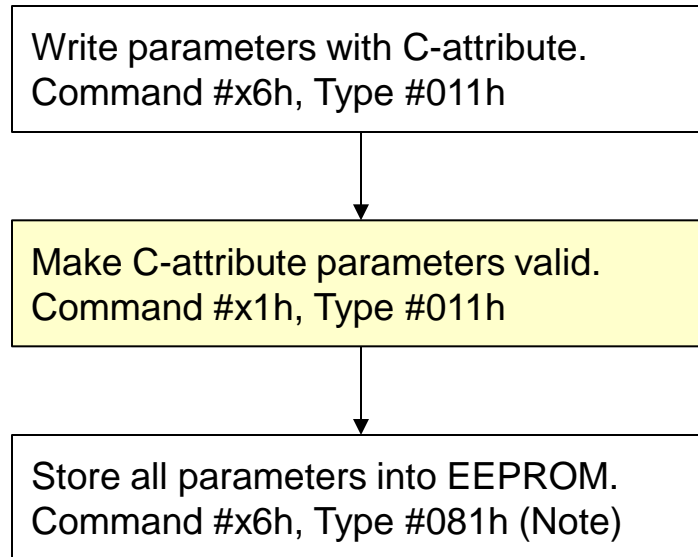 Write parameters with C-attribute.
Command #x6h, Type #011h
Make C-attribute parameters valid.
Command #x1h, Type #011h
Store all parameters into EEPROM.
Command #x6h, Type #081h (Note)